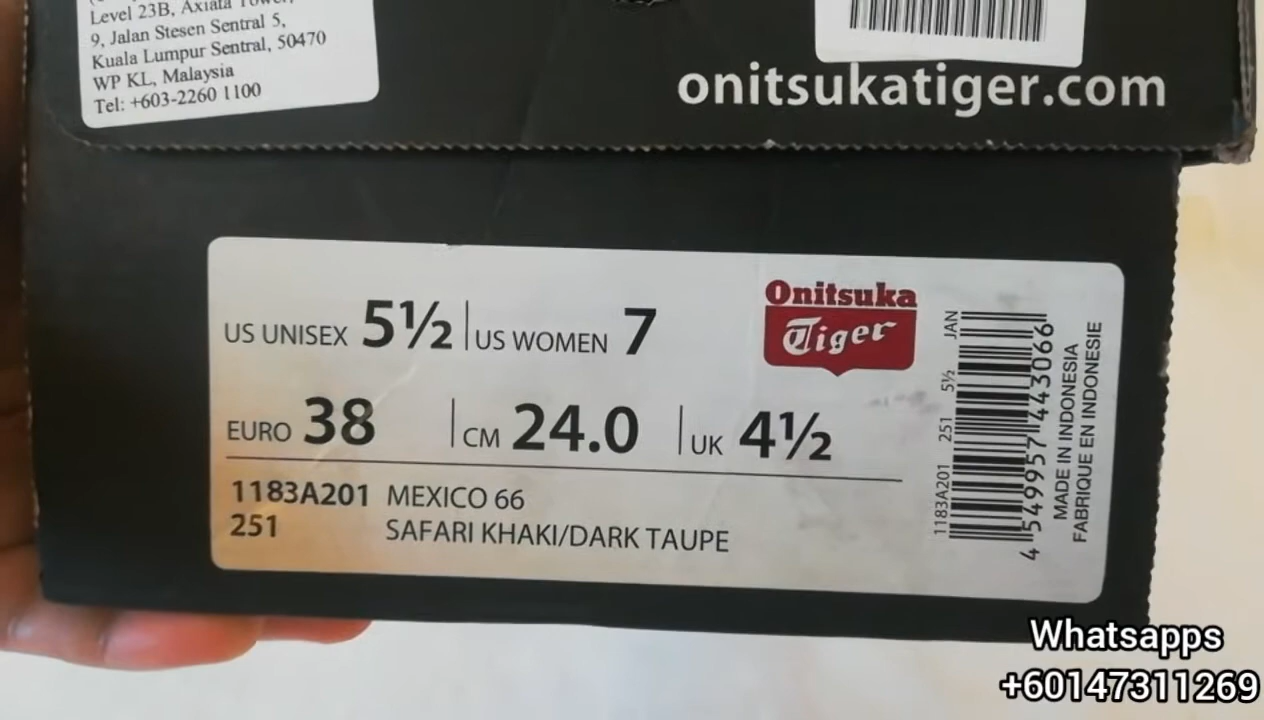 Level 23B, Axiata Tower,
9, Jalan Stesen Sentral 5,
Kuala Lumpur Sentral, 50470
WP KL, Malaysia
Tel: +603-2260 1100
onitsukatiger.com
US UNISEX 5½ US WOMEN 7
Onitsuka
Tiger
EURO 38 CM 24.0 UK 4½
1183A201 MEXICO 66
251 SAFARI KHAKI/DARK TAUPE
1183A201 251 5½ JAN
4 549957 443066
MADE IN INDONESIA
FABRIQUE EN INDONESIE
Whatsapps
+60147311269